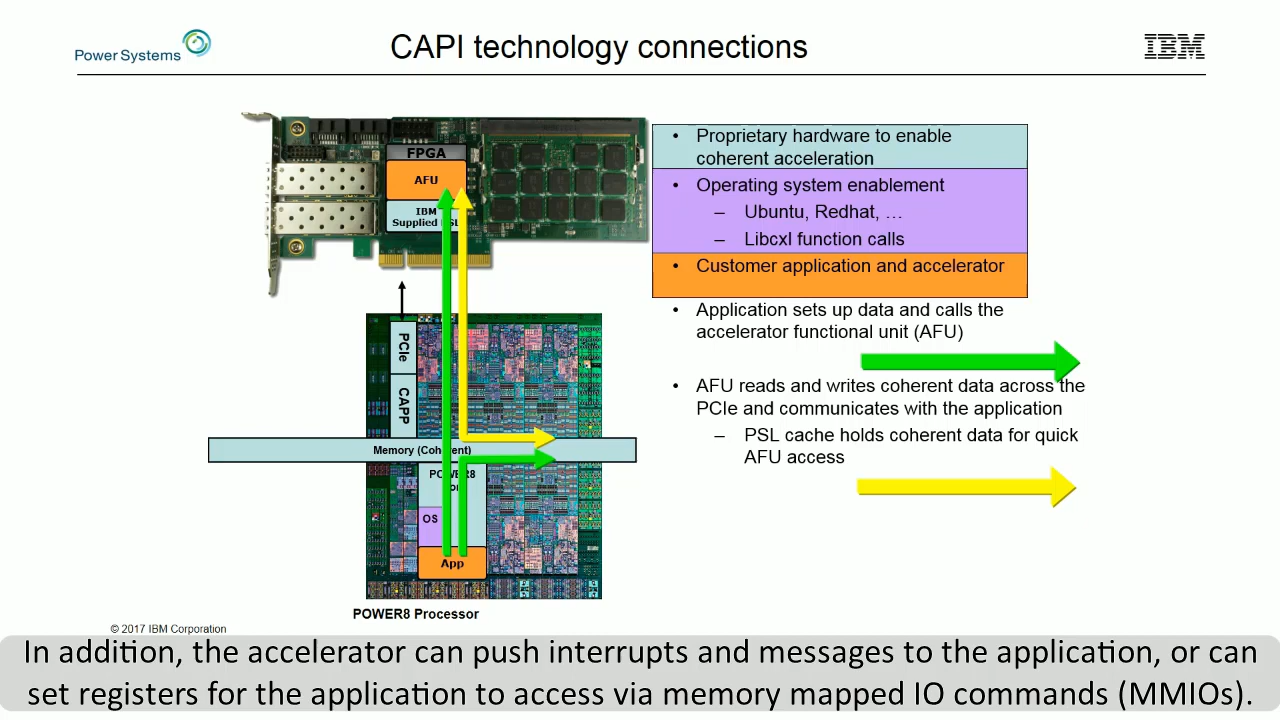 Power Systems
CAPI technology connections
IBM
FPGA
AFU
IBM
Supplied
PCIe
CAPP
Memory (Coherent)
POWER8
OS
App
POWER8 Processor
• Proprietary hardware to enable
coherent acceleration
• Operating system enablement
– Ubuntu, Redhat, …
– Libcxl function calls
• Customer application and accelerator
• Application sets up data and calls the
accelerator functional unit (AFU)
• AFU reads and writes coherent data across the
PCIe and communicates with the application
– PSL cache holds coherent data for quick
AFU access
© 2017 IBM Corporation
In addition, the accelerator can push interrupts and messages to the application, or can
set registers for the application to access via memory mapped IO commands (MMIOs).